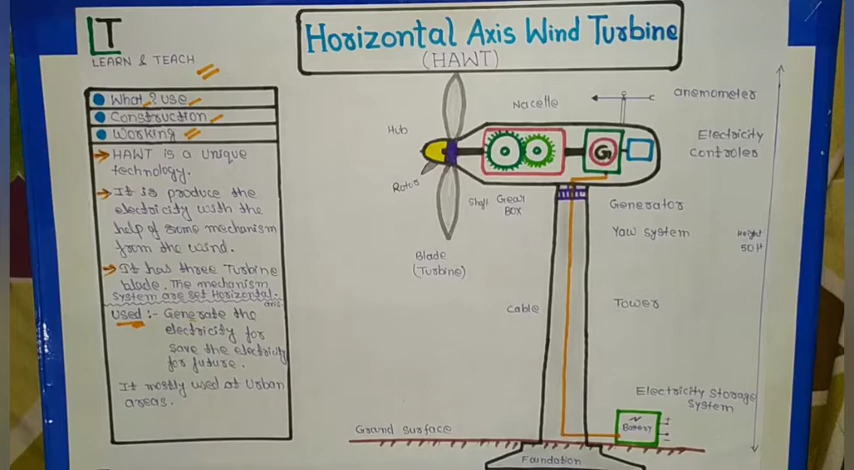 LT
LEARN & TEACH
Horizontal Axis Wind Turbine
(HAWT)
What? use
Construction
Working
HAWT is a unique
technology.
It is produce the
electricity with the
help of some mechanism
from the wind.
It has three Turbine
blade. The mechanism
system are set Horizontal.
axis.
Used :- Generate the
electricity for
save the electricity
for future.
It mostly used at Urban
areas.
Nacelle
anemometer
Hub
Electricity
controler
G
Rotor
Shaft
Gear
BOX
Generator
Yaw system
Height
50 ft
Blade
(Turbine)
Cable
Tower
Electricity Storage
System
Battery
Grand surface
Foundation